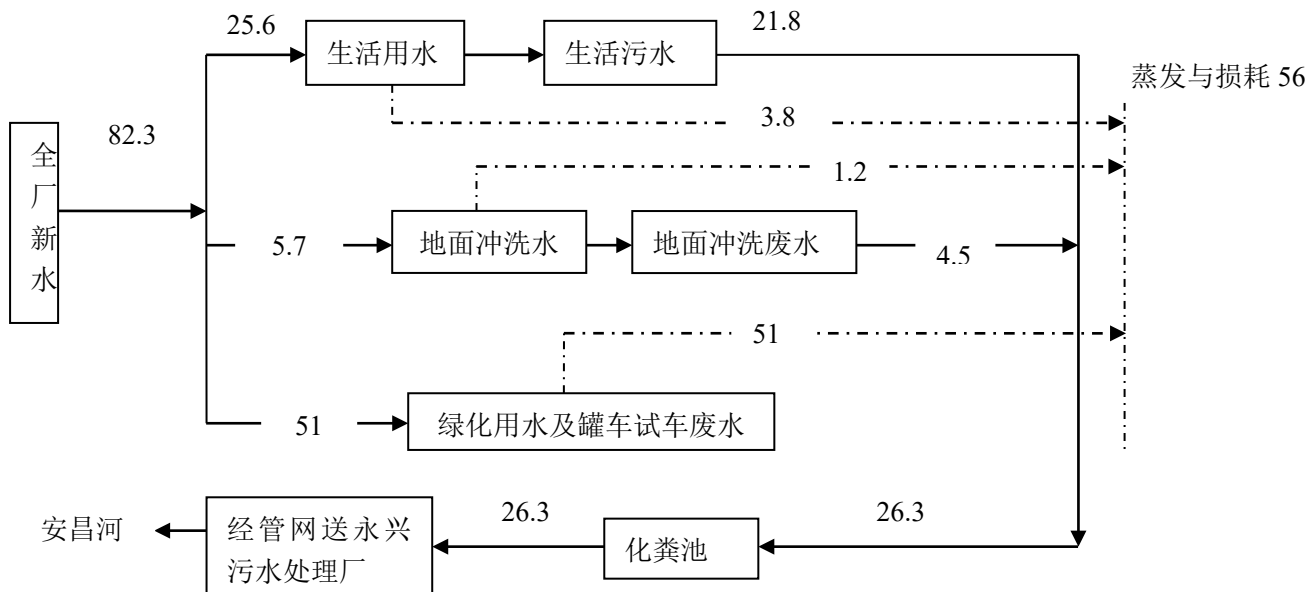 25.6
生活用水
生活污水
21.8
蒸发与损耗 56
3.8
82.3
全
厂
新
水
1.2
5.7
地面冲洗水
地面冲洗废水
4.5
51
51
绿化用水及罐车试车废水
安昌河
经管网送永兴
污水处理厂
26.3
化粪池
26.3